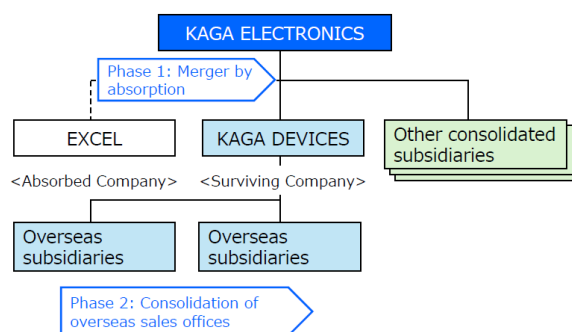 KAGA ELECTRONICS
Phase 1: Merger by
absorption
EXCEL
KAGA DEVICES
Other consolidated
subsidiaries
<Absorbed Company>
<Surviving Company>
Overseas
subsidiaries
Overseas
subsidiaries
Phase 2: Consolidation of
overseas sales offices